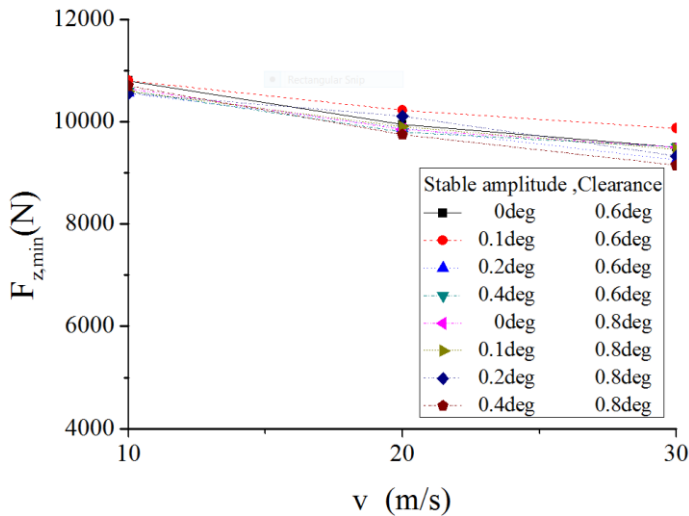 12000
Rectangular Snip
10000
8000
6000
4000
F z,min (N)
Stable amplitude ,Clearance
0deg 0.6deg
0.1deg 0.6deg
0.2deg 0.6deg
0.4deg 0.6deg
0deg 0.8deg
0.1deg 0.8deg
0.2deg 0.8deg
0.4deg 0.8deg
10 20 30
v (m/s)